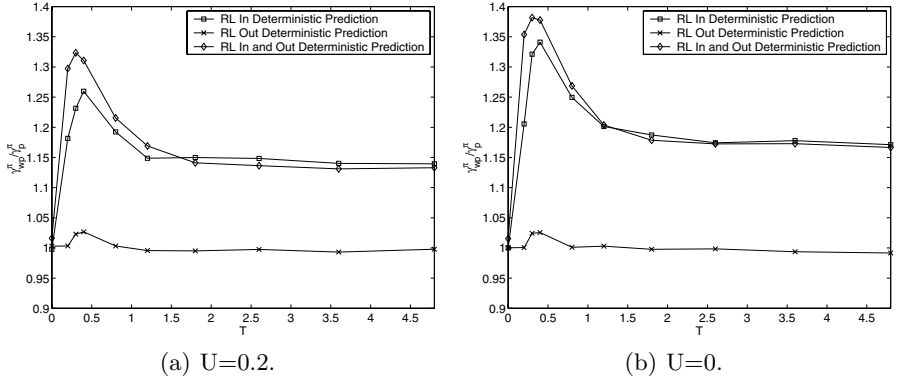 1.4
1.35
1.3
1.25
1.2
1.15
1.1
1.05
1
0.95
0.9
γ^π_wp/γ^π_p
0 0.5 1 1.5 2 2.5 3 3.5 4 4.5
T
RL In Deterministic Prediction
RL Out Deterministic Prediction
RL In and Out Deterministic Prediction
(a) U=0.2.
1.4
1.35
1.3
1.25
1.2
1.15
1.1
1.05
1
0.95
0.9
γ^π_wp/γ^π_p
0 0.5 1 1.5 2 2.5 3 3.5 4 4.5
T
RL In Deterministic Prediction
RL Out Deterministic Prediction
RL In and Out Deterministic Prediction
(b) U=0.